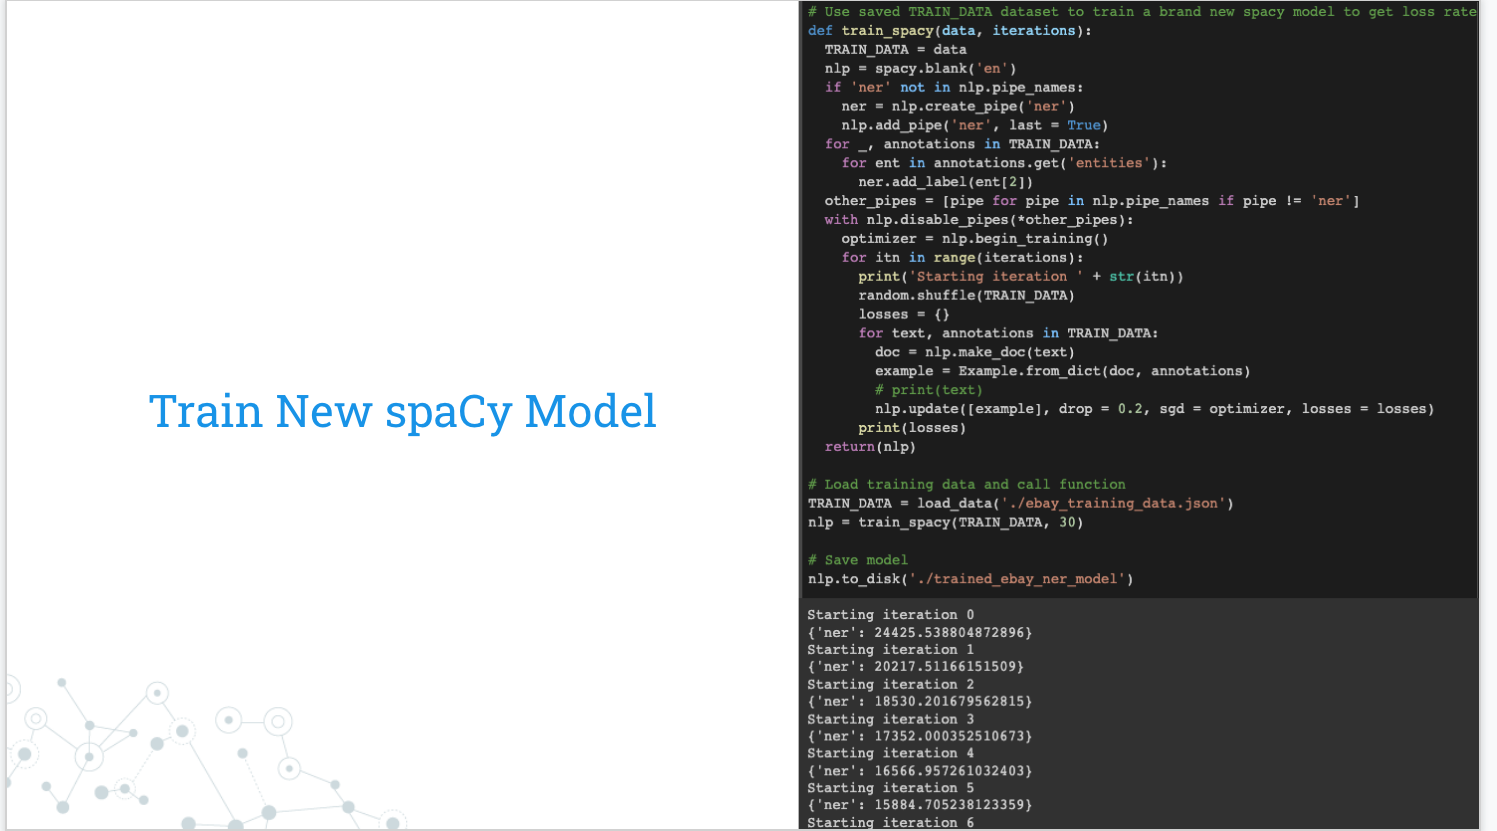 Train New spaCy Model
# Use saved TRAIN_DATA dataset to train a brand new spacy model to get loss rate
def train_spacy(data, iterations):
  TRAIN_DATA = data
  nlp = spacy.blank('en')
  if 'ner' not in nlp.pipe_names:
    ner = nlp.create_pipe('ner')
    nlp.add_pipe('ner', last = True)
  for _, annotations in TRAIN_DATA:
    for ent in annotations.get('entities'):
      ner.add_label(ent[2])
  other_pipes = [pipe for pipe in nlp.pipe_names if pipe != 'ner']
  with nlp.disable_pipes(*other_pipes):
    optimizer = nlp.begin_training()
    for itn in range(iterations):
      print('Starting iteration ' + str(itn))
      random.shuffle(TRAIN_DATA)
      losses = {}
      for text, annotations in TRAIN_DATA:
        doc = nlp.make_doc(text)
        example = Example.from_dict(doc, annotations)
        # print(text)
        nlp.update([example], drop = 0.2, sgd = optimizer, losses = losses)
      print(losses)
  return(nlp)

# Load training data and call function
TRAIN_DATA = load_data('./ebay_training_data.json')
nlp = train_spacy(TRAIN_DATA, 30)

# Save model
nlp.to_disk('./trained_ebay_ner_model')
Starting iteration 0
{'ner': 24425.538804872896}
Starting iteration 1
{'ner': 20217.51166151509}
Starting iteration 2
{'ner': 18530.201679562815}
Starting iteration 3
{'ner': 17352.000352510673}
Starting iteration 4
{'ner': 16566.957261032403}
Starting iteration 5
{'ner': 15884.705238123359}
Starting iteration 6